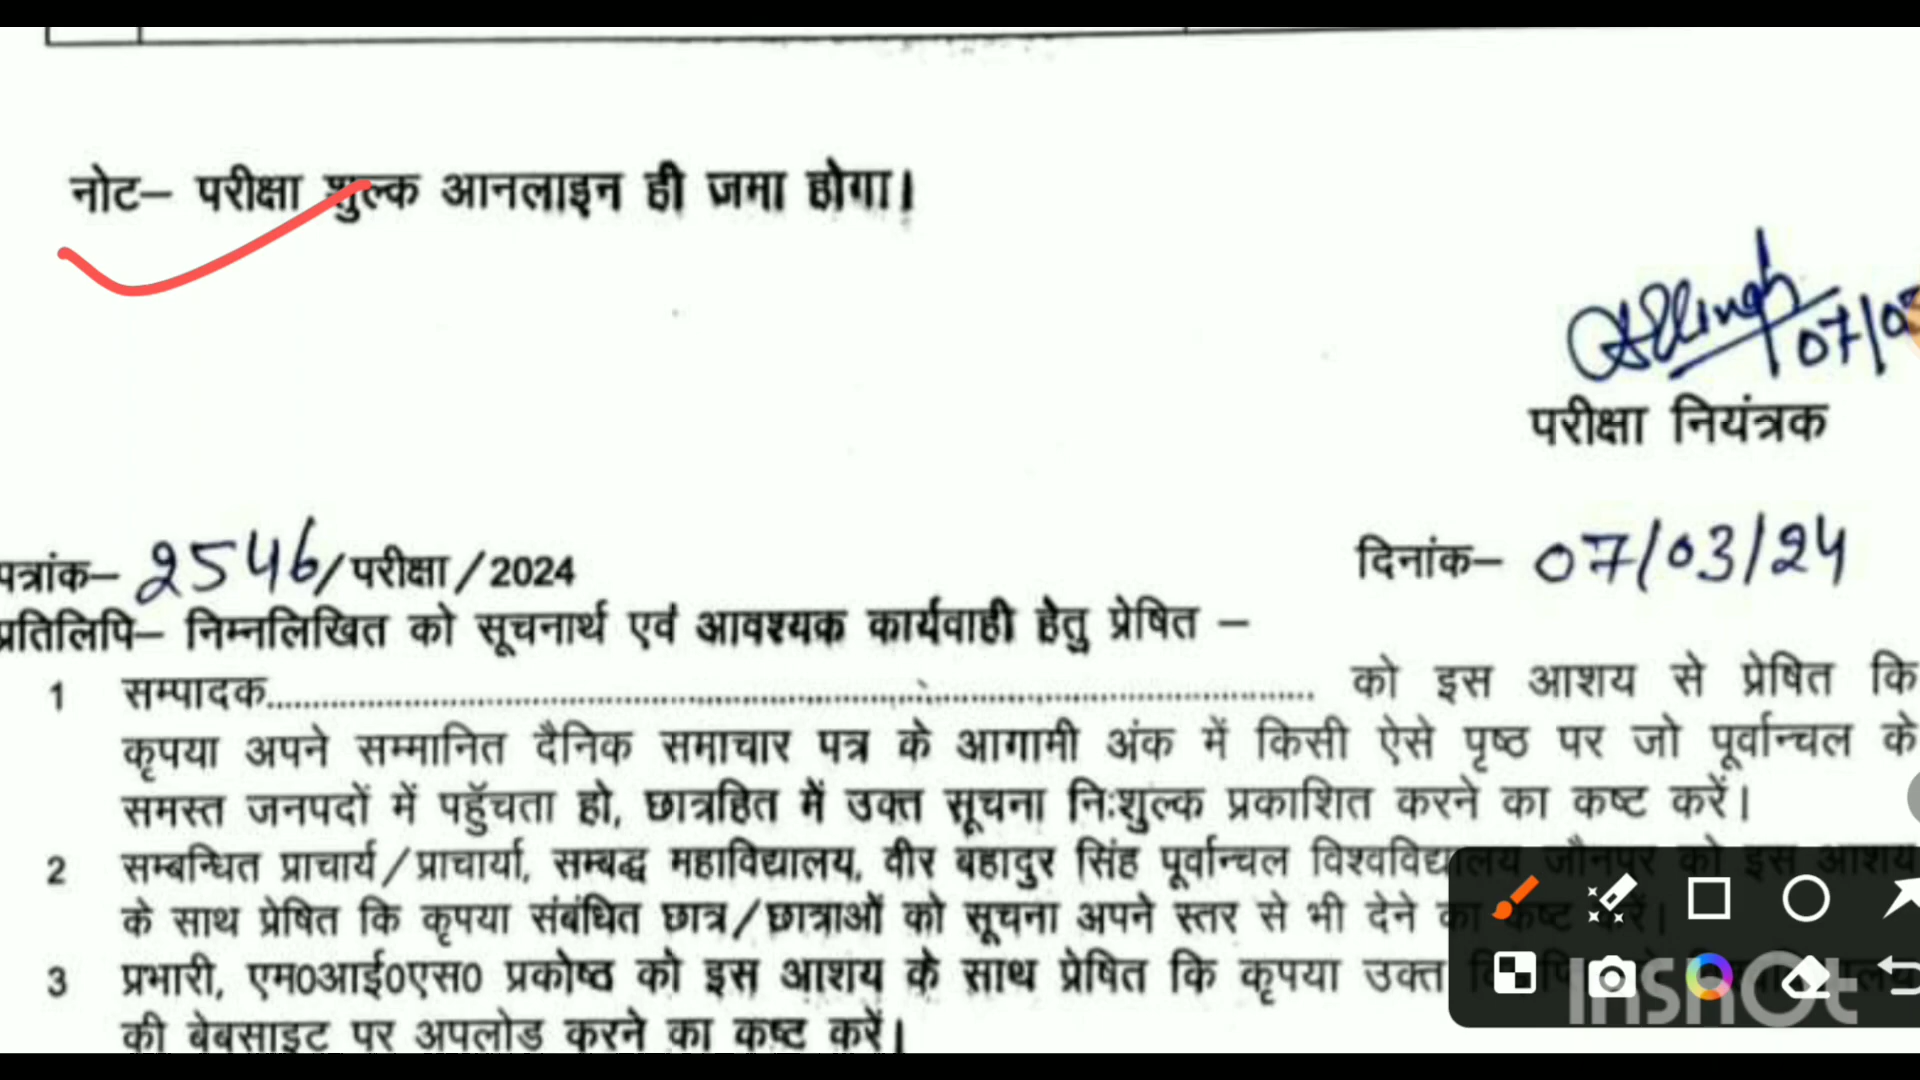 नोट– परीक्षा शुल्क आनलाइन ही जमा होगा।
07/0
परीक्षा नियंत्रक
पत्रांक– 2546/परीक्षा/2024
दिनांक– 07/03/24
प्रतिलिपि– निम्नलिखित को सूचनार्थ एवं आवश्यक कार्यवाही हेतु प्रेषित –
1 सम्पादक........................................................................ को इस आशय से प्रेषित कि
कृपया अपने सम्मानित दैनिक समाचार पत्र के आगामी अंक में किसी ऐसे पृष्ठ पर जो पूर्वान्चल के
समस्त जनपदों में पहुँचता हो, छात्रहित में उक्त सूचना निःशुल्क प्रकाशित करने का कष्ट करें।
2 सम्बन्धित प्राचार्य/प्राचार्या, सम्बद्ध महाविद्यालय, वीर बहादुर सिंह पूर्वान्चल विश्वविद्यालय जौनपुर को इस आशय
के साथ प्रेषित कि कृपया संबंधित छात्र/छात्राओं को सूचना अपने स्तर से भी देने का कष्ट करें।
3 प्रभारी, एम0आई0एस0 प्रकोष्ठ को इस आशय के साथ प्रेषित कि कृपया उक्त
की बेबसाइट पर अपलोड करने का कष्ट करें।
InShOt